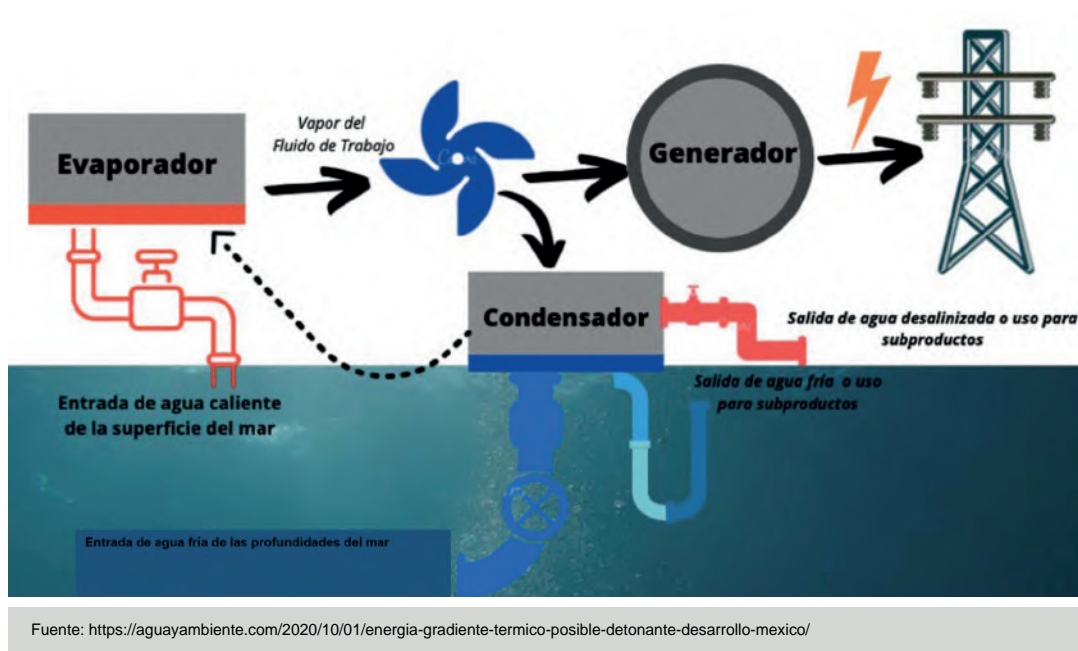 Evaporador
Vapor del
Fluido de Trabajo
Generador
Condensador
Salida de agua desalinizada o uso para
subproductos
Salida de agua fría o uso
para subproductos
Entrada de agua caliente
de la superficie del mar
Entrada de agua fría de las profundidades del mar
Fuente: https://aguayambiente.com/2020/10/01/energia-gradiente-termico-posible-detonante-desarrollo-mexico/